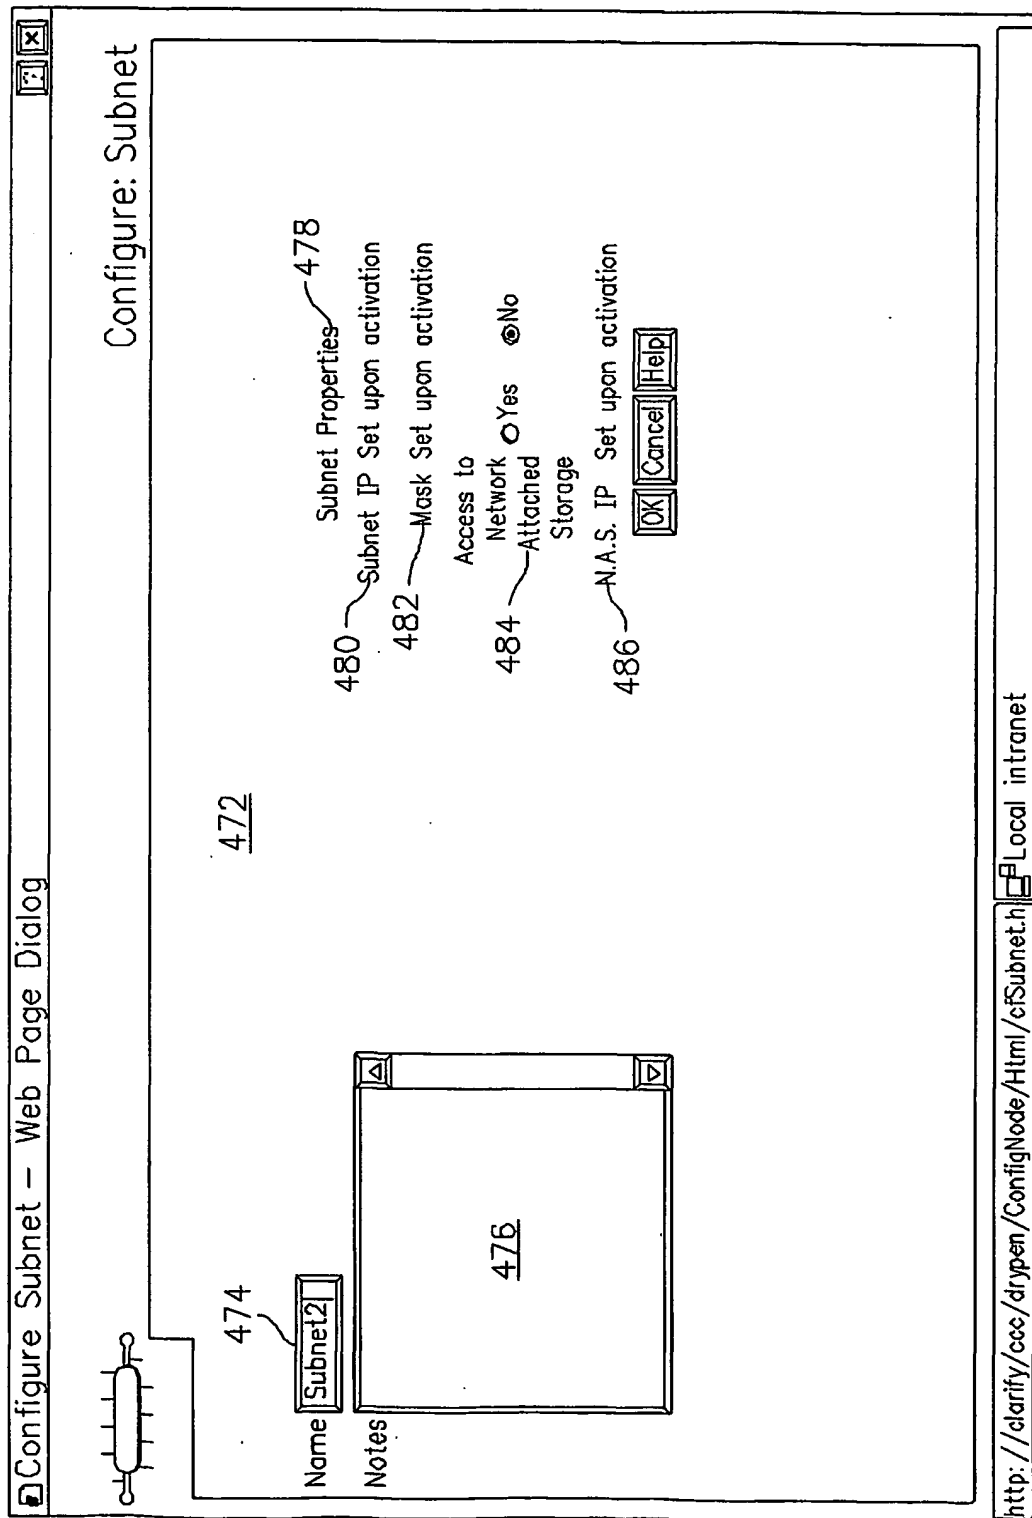 Configure Subnet – Web Page Dialog
Configure: Subnet
472
474
Name Subnet2
Notes
476
Subnet Properties 478
480 Subnet IP Set upon activation
482 Mask Set upon activation
Access to
Network Yes No
484 Attached
Storage
486 N.A.S. IP Set upon activation
OK Cancel Help
http://clarify/ccc/drypen/ConfigNode/Html/cfSubnet.h Local intranet